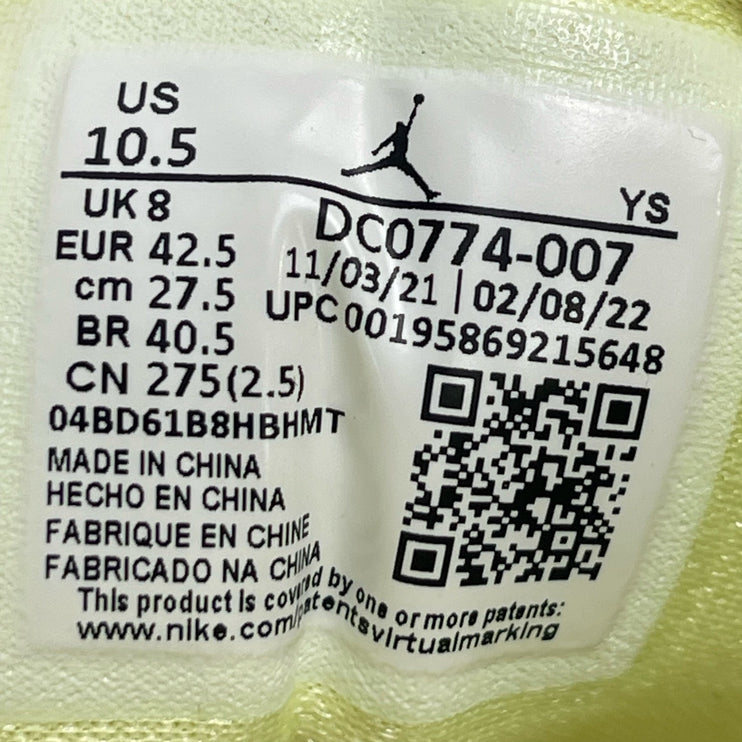 US
10.5
YS
UK 8
EUR 42.5
cm 27.5
BR 40.5
CN 275(2.5)
DC0774-007
11/03/21 | 02/08/22
UPC00195869215648
04BD61B8HBHMT
MADE IN CHINA
HECHO EN CHINA
FABRIQUE EN CHINE
FABRICADO NA CHINA
This product is covered by one or more patents:
www.nike.com/patentsvirtualmarking